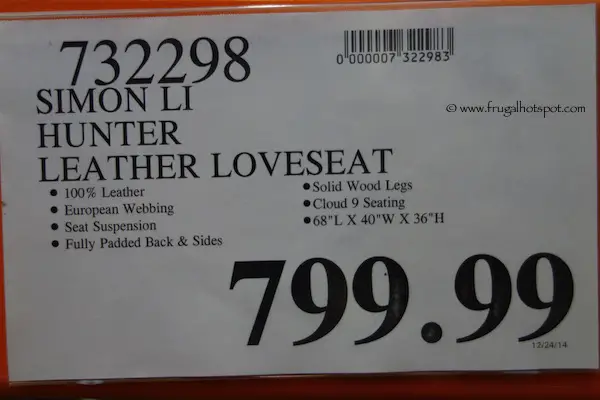 732298
0 000007 322983
SIMON LI
© www.frugalhotspot.com
HUNTER
LEATHER LOVESEAT
• 100% Leather
• European Webbing
• Seat Suspension
• Fully Padded Back & Sides
• Solid Wood Legs
• Cloud 9 Seating
• 68"L X 40"W X 36"H
799.99
12/24/14